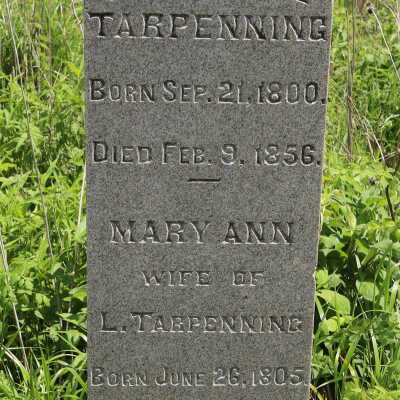 TARPENNING
BORN SEP. 21, 1800.
DIED FEB. 9, 1856.
MARY ANN
WIFE OF
L. TARPENNING
BORN JUNE 26, 1805.